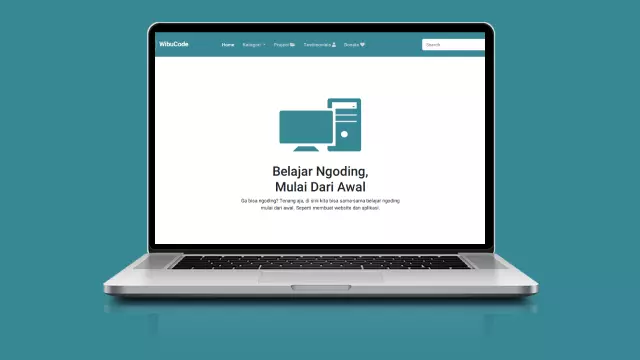 WibuCode
Home Kategori Project Testimonials Donate Search
Belajar Ngoding,
Mulai Dari Awal
Ga bisa ngoding? Tenang aja, di sini kita bisa sama-sama belajar ngoding
mulai dari awal. Seperti membuat website dan aplikasi.